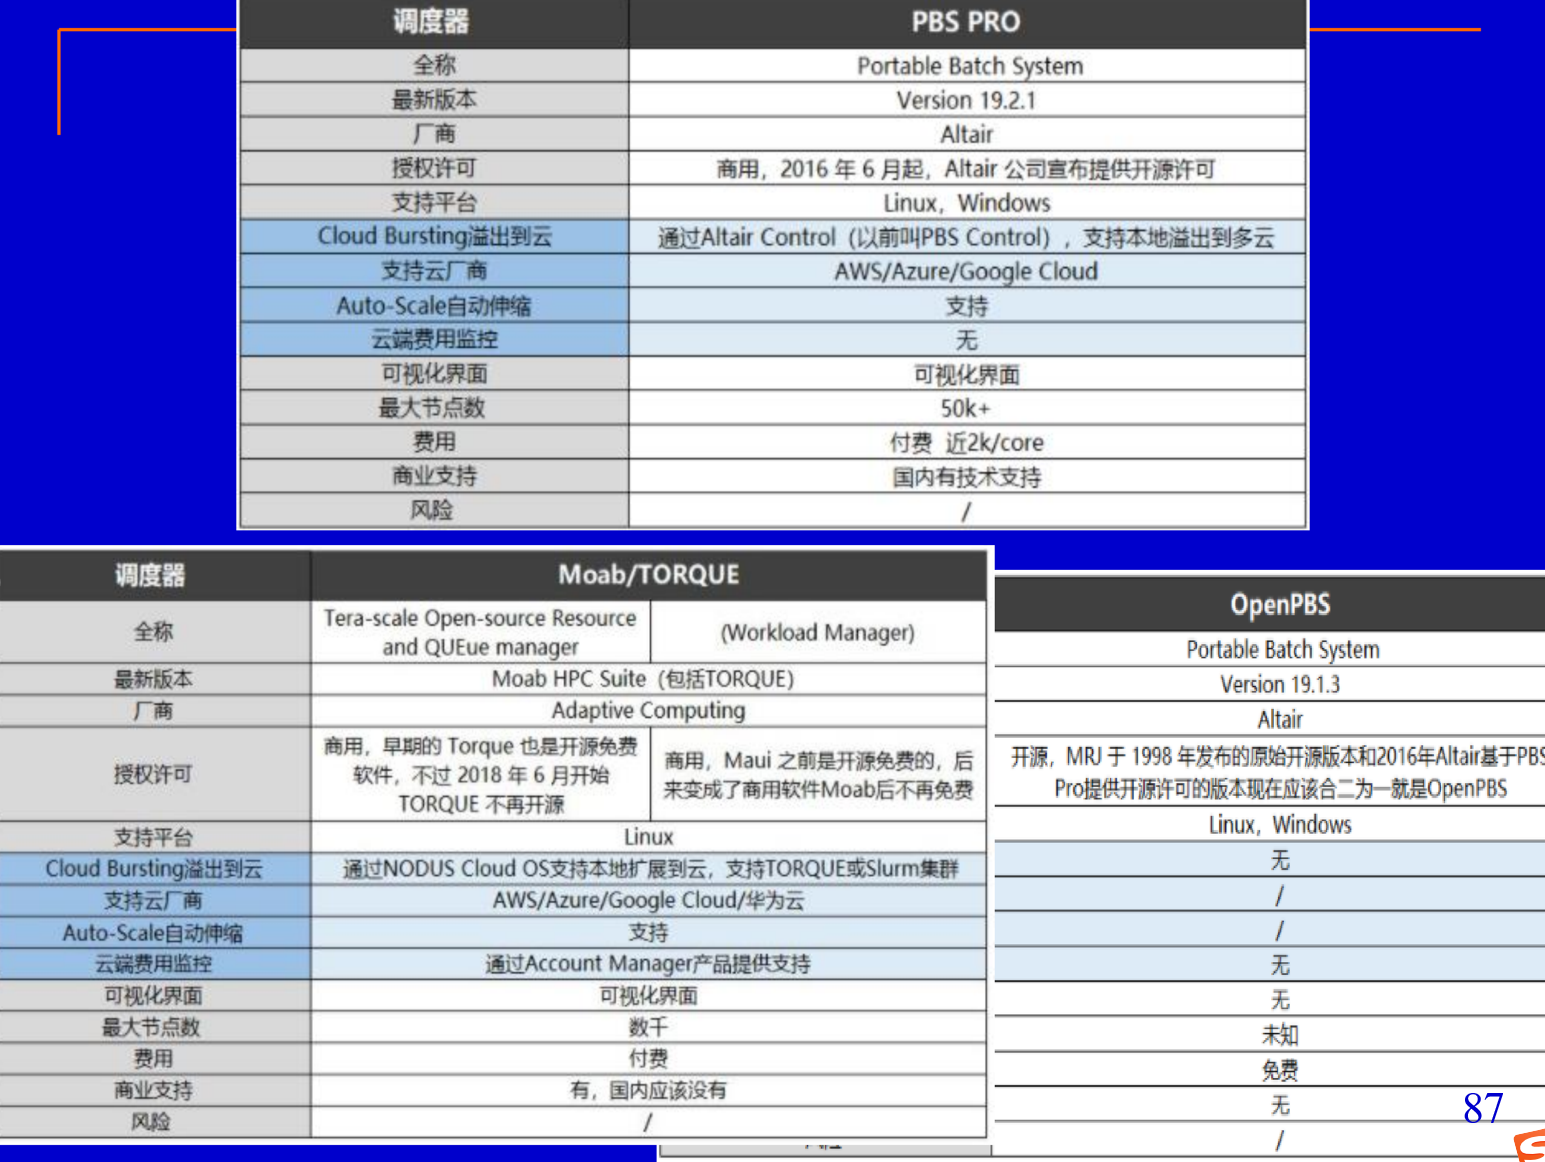 调度器 PBS PRO
全称 Portable Batch System
最新版本 Version 19.2.1
厂商 Altair
授权许可 商用，2016 年 6 月起，Altair 公司宣布提供开源许可
支持平台 Linux，Windows
Cloud Bursting溢出到云 通过Altair Control（以前叫PBS Control），支持本地溢出到多云
支持云厂商 AWS/Azure/Google Cloud
Auto-Scale自动伸缩 支持
云端费用监控 无
可视化界面 可视化界面
最大节点数 50k+
费用 付费 近2k/core
商业支持 国内有技术支持
风险 /
调度器 Moab/TORQUE
全称 Tera-scale Open-source Resource
and QUEue manager
(Workload Manager)
最新版本 Moab HPC Suite（包括TORQUE）
厂商 Adaptive Computing
授权许可 商用，早期的 Torque 也是开源免费
软件，不过 2018 年 6 月开始
TORQUE 不再开源
商用，Maui 之前是开源免费的，后
来变成了商用软件Moab后不再免费
支持平台 Linux
Cloud Bursting溢出到云 通过NODUS Cloud OS支持本地扩展到云，支持TORQUE或Slurm集群
支持云厂商 AWS/Azure/Google Cloud/华为云
Auto-Scale自动伸缩 支持
云端费用监控 通过Account Manager产品提供支持
可视化界面 可视化界面
最大节点数 数千
费用 付费
商业支持 有，国内应该没有
风险 /
OpenPBS
Portable Batch System
Version 19.1.3
Altair
开源，MRJ 于 1998 年发布的原始开源版本和2016年Altair基于PBS
Pro提供开源许可的版本现在应该合二为一就是OpenPBS
Linux，Windows
无
/
/
无
无
未知
免费
无
/
87